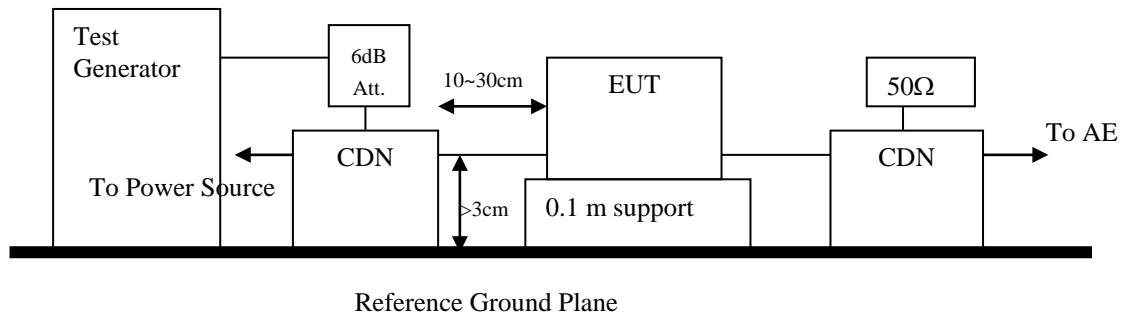 Test
Generator
6dB
Att.
10~30cm
EUT
50Ω
CDN
CDN
To AE
To Power Source
>3cm
0.1 m support
Reference Ground Plane